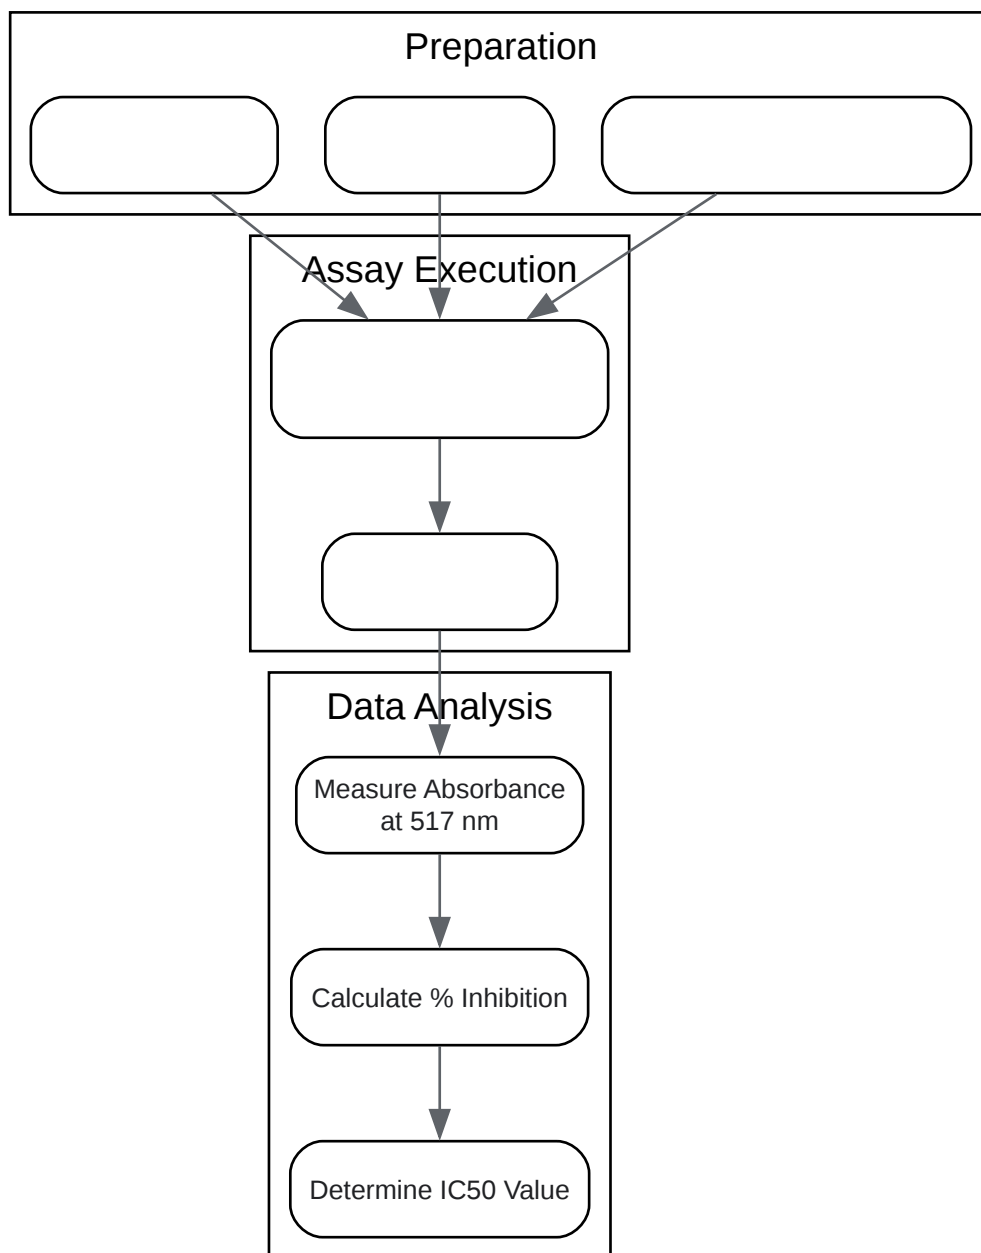 Preparation
Assay Execution
Data Analysis
Measure Absorbance
at 517 nm
Calculate % Inhibition
Determine IC50 Value